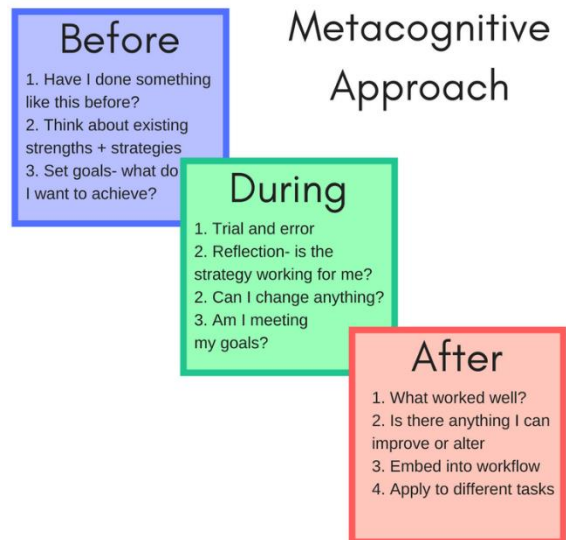 Metacognitive
Approach
Before
1. Have I done something
like this before?
2. Think about existing
strengths + strategies
3. Set goals- what do
I want to achieve?
During
1. Trial and error
2. Reflection- is the
strategy working for me?
2. Can I change anything?
3. Am I meeting
my goals?
After
1. What worked well?
2. Is there anything I can
improve or alter
3. Embed into workflow
4. Apply to different tasks